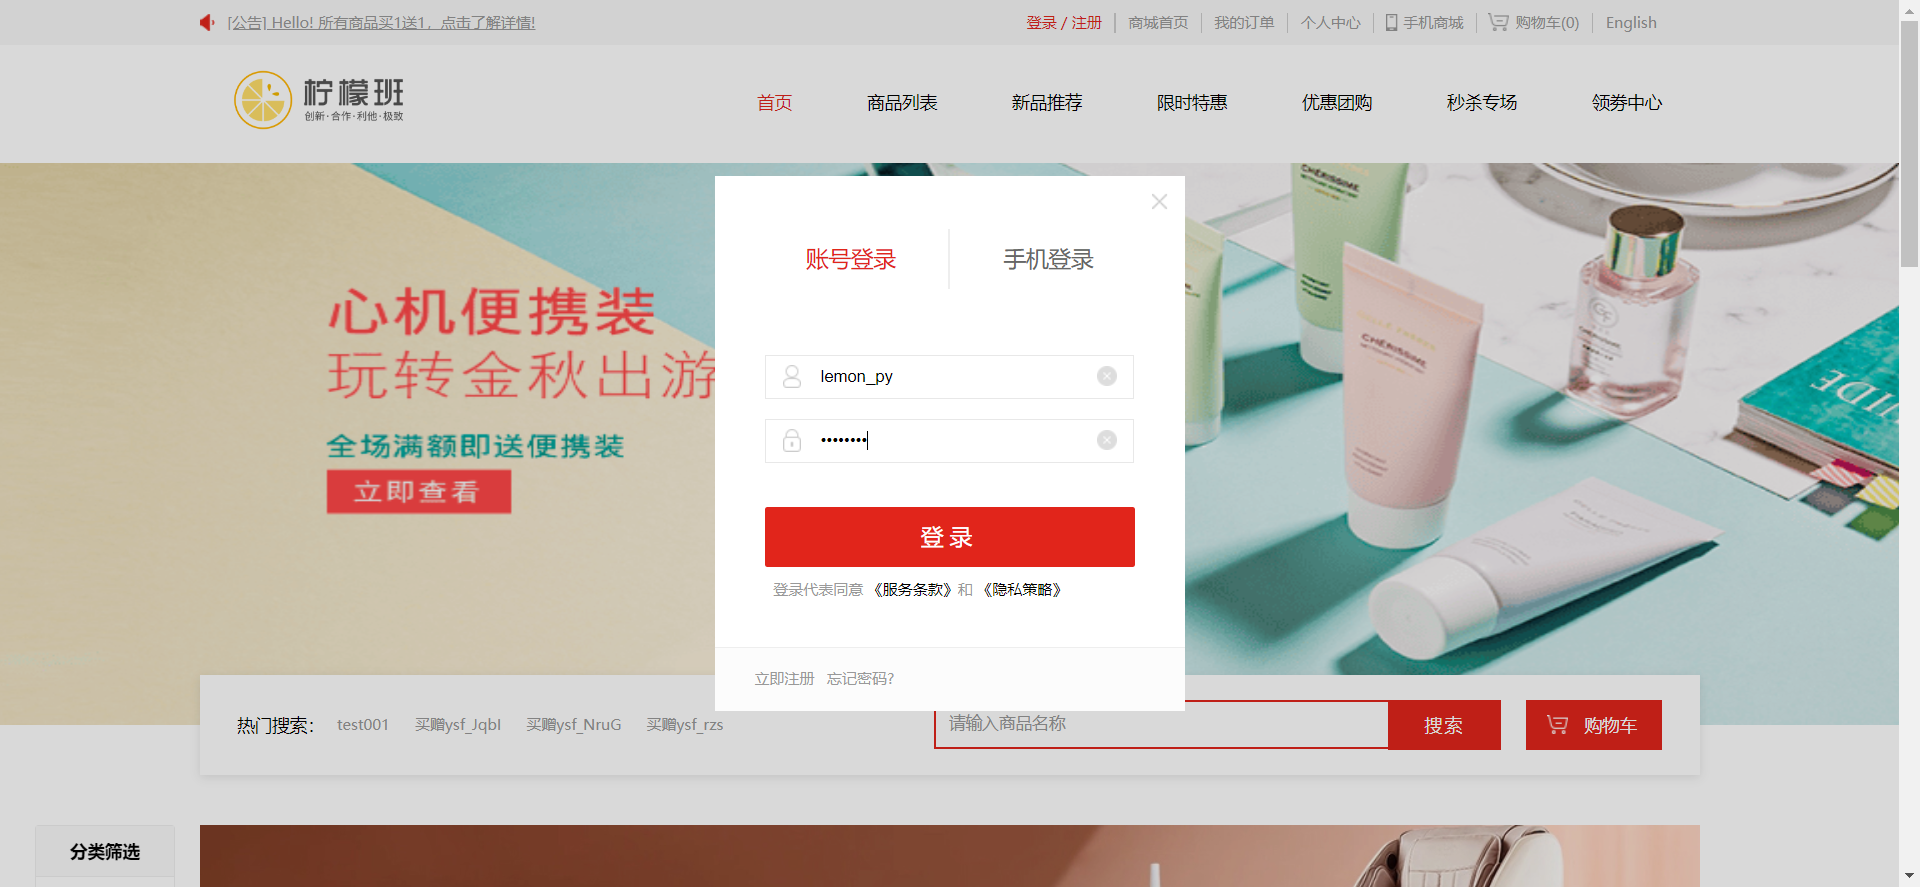 [公告] Hello! 所有商品买1送1，点击了解详情!
登录 / 注册 商城首页 我的订单 个人中心 手机商城 购物车(0) English
柠檬班
创新·合作·利他·极致
首页 商品列表 新品推荐 限时特惠 优惠团购 秒杀专场 领券中心
心机便携装
玩转金秋出游
全场满额即送便携装
立即查看
CHERISSIME
CHERISSIME
CHERISSIME
账号登录 手机登录
lemon_py
••••••••
登 录
登录代表同意《服务条款》和《隐私策略》
立即注册 忘记密码?
热门搜索: test001 买赠ysf_JqbI 买赠ysf_NruG 买赠ysf_rzs
请输入商品名称 搜索 购物车
分类筛选